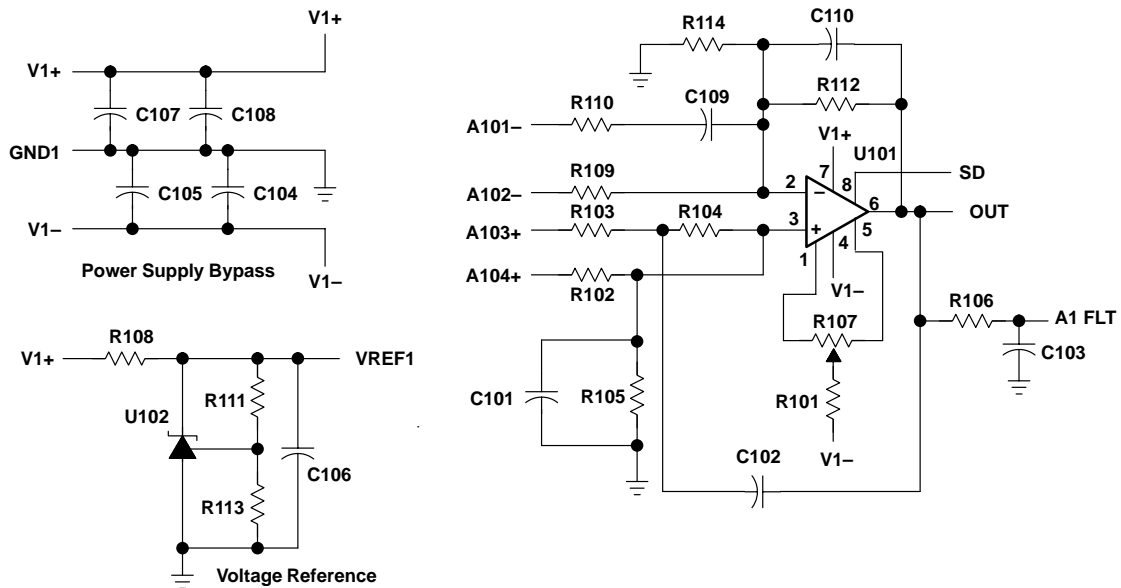 V1+
V1+
C107
C108
GND1
C105
C104
V1–
Power Supply Bypass
V1–
R108
V1+
VREF1
R111
U102
C106
R113
Voltage Reference
C110
R114
R112
R110
C109
A101–
V1+
U101
7
8
SD
R109
A102–
2
–
6
OUT
R103
R104
A103+
3
+
5
4
1
A104+
R102
V1–
R106
A1 FLT
R107
C103
C101
R105
R101
V1–
C102